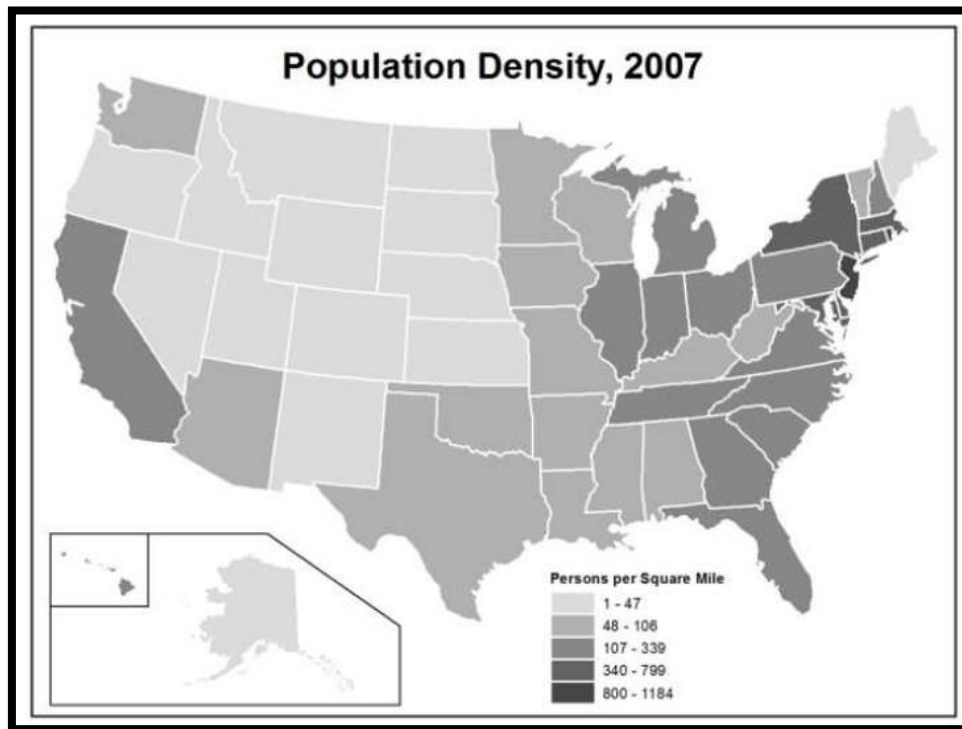 Population Density, 2007
Persons per Square Mile
1 - 47
48 - 106
107 - 339
340 - 799
800 - 1184